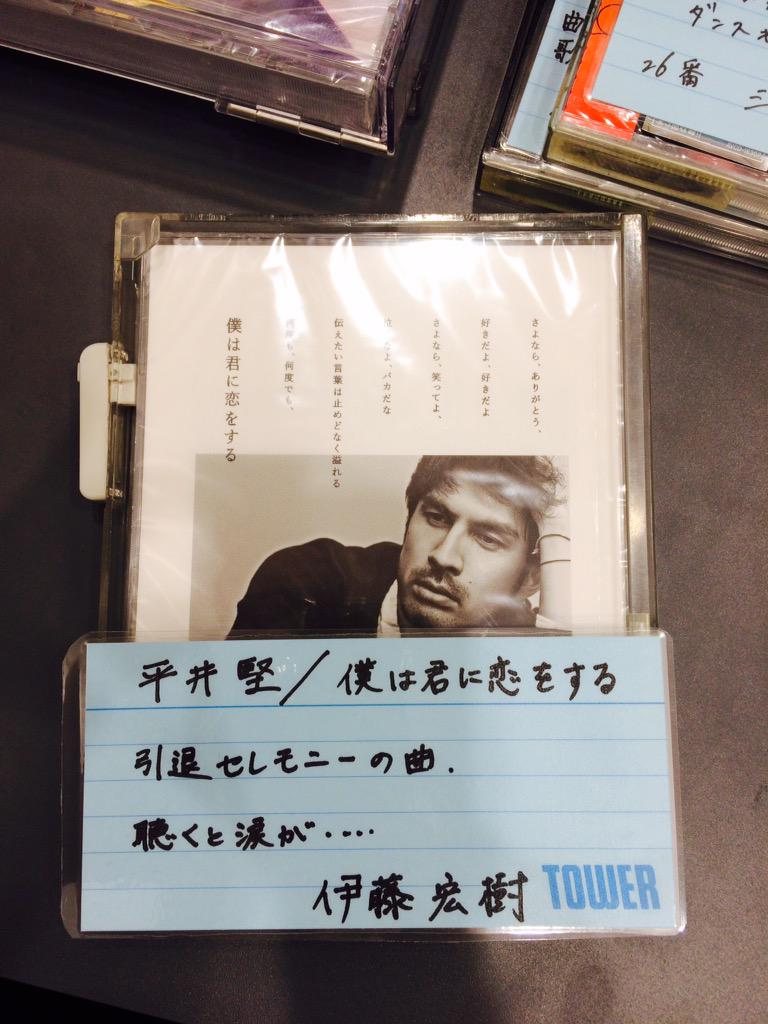 ダンス
26番
さよなら、ありがとう、
好きだよ、好きだよ
さよなら、笑ってよ、
なよ、バカだな
伝えたい言葉は止めどなく溢れる
何度でも、
僕は君に恋をする
平井 堅/僕は君に恋をする
引退セレモニーの曲.
聴くと涙が‥‥
伊藤 宏樹 TOWER